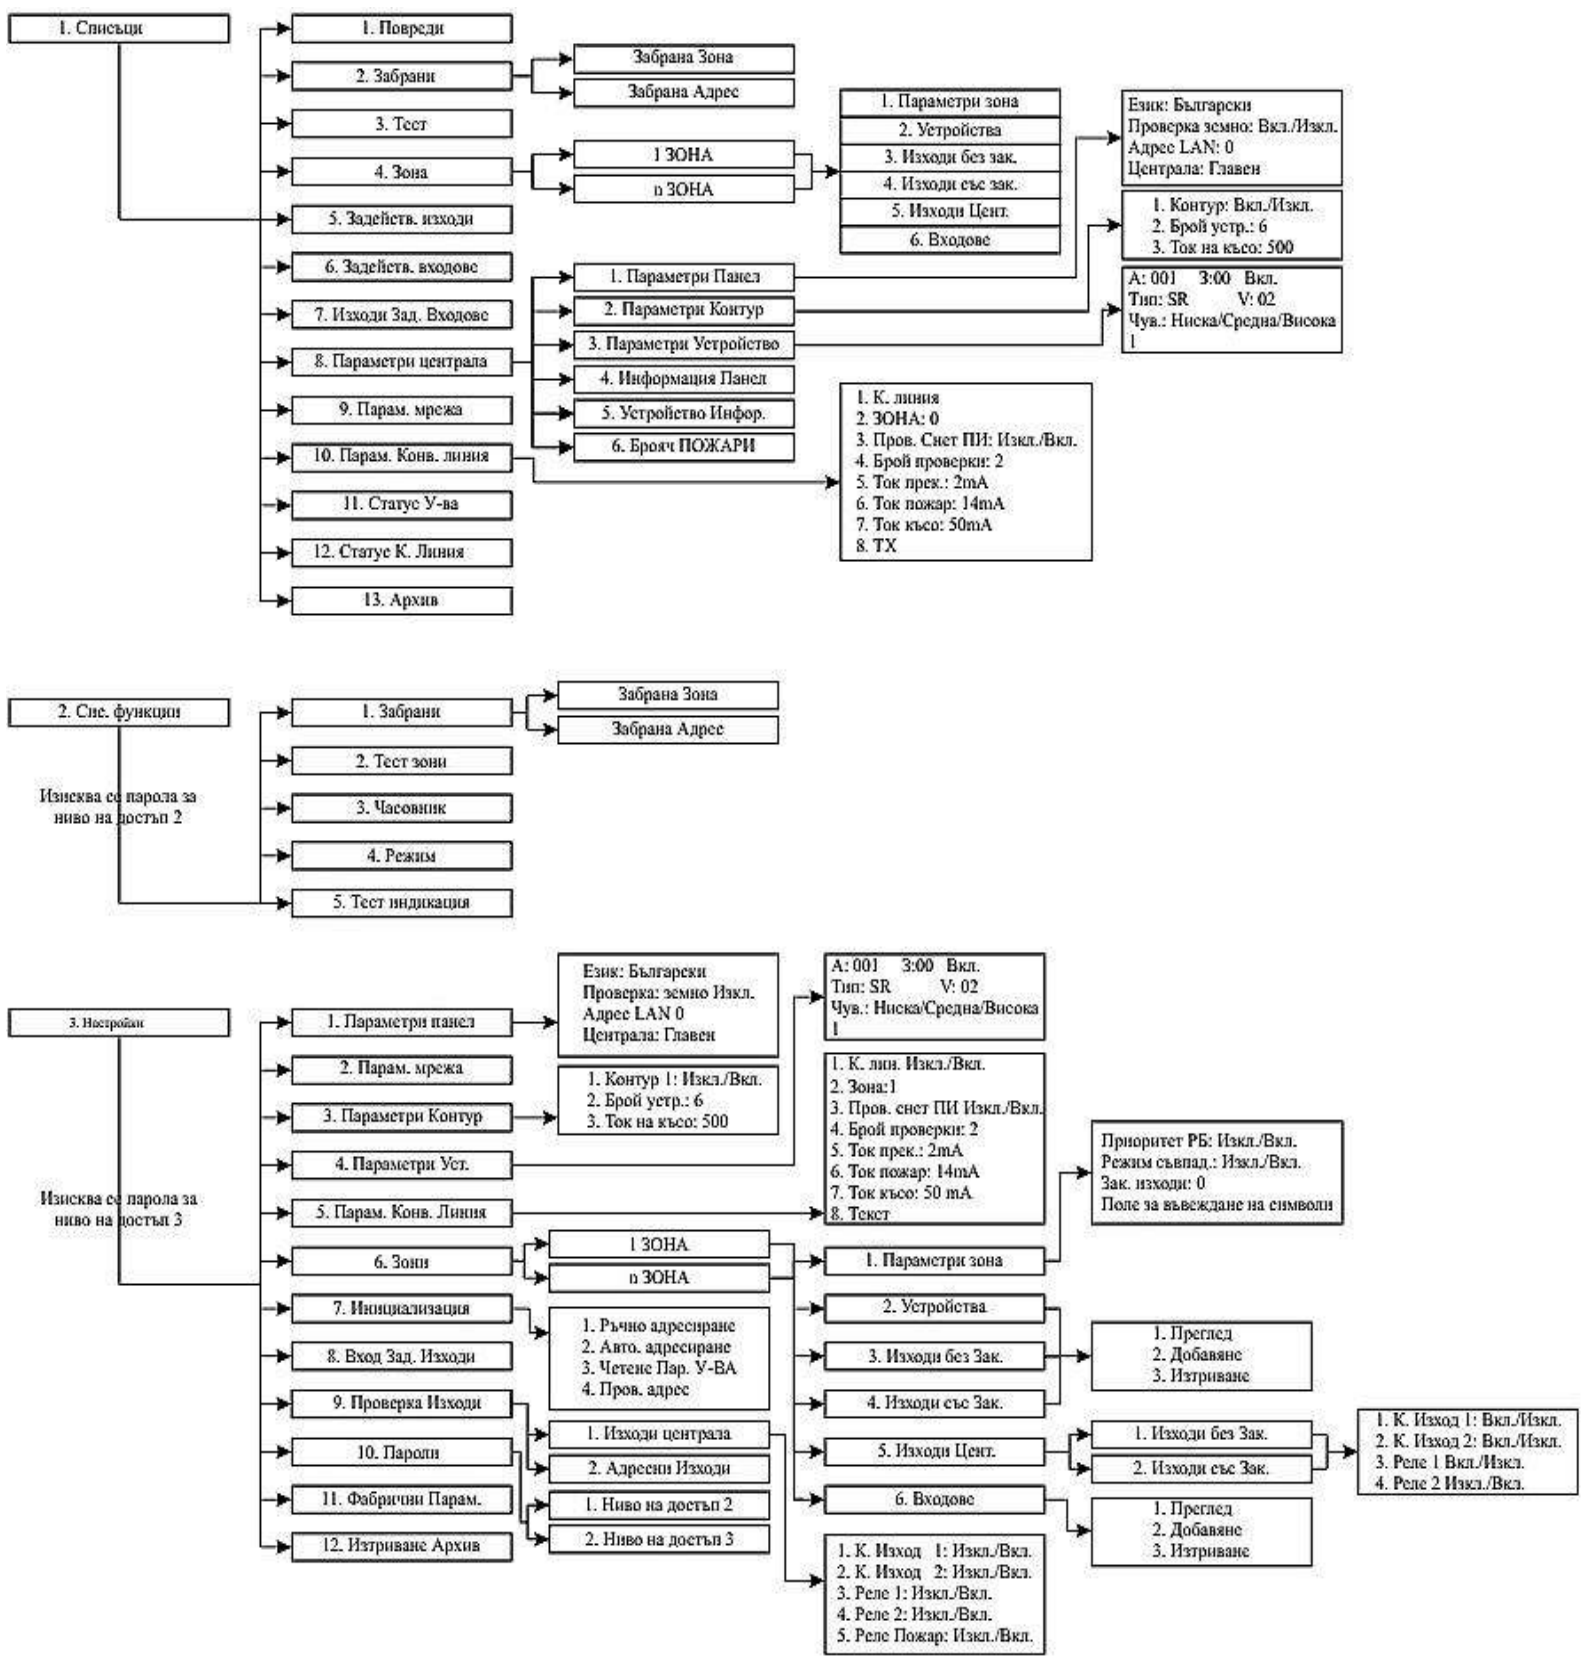 1. Списъци
1. Повреди
2. Забрани
Забрана Зона
Забрана Адрес
3. Тест
4. Зона
1 ЗОНА
n ЗОНА
1. Параметри зона
2. Устройства
3. Изходи без зак.
4. Изходи със зак.
5. Изходи Цент.
6. Входове
5. Задейств. изходи
6. Задейств. входове
7. Изходи Зад. Входове
8. Параметри централа
1. Параметри Панел
2. Параметри Контур
3. Параметри Устройство
4. Информация Панел
5. Устройство Инфор.
6. Брояч ПОЖАРИ
Език: Български
Проверка земно: Вкл./Изкл.
Адрес LAN: 0
Централа: Главен
1. Контур: Вкл./Изкл.
2. Брой устр.: 6
3. Ток на късо: 500
А: 001 3:00 Вкл.
Тип: SR V: 02
Чув.: Ниска/Средна/Висока
1
9. Парам. мрежа
10. Парам. Конв. линия
1. К. линия
2. ЗОНА: 0
3. Пров. Снет ПИ: Изкл./Вкл.
4. Брой проверки: 2
5. Ток прек.: 2mA
6. Ток пожар: 14mA
7. Ток късо: 50mA
8. TX
11. Статус У-ва
12. Статус К. Линия
13. Архив
2. Сис. функции
Изисква се парола за
ниво на достъп 2
1. Забрани
Забрана Зона
Забрана Адрес
2. Тест зони
3. Часовник
4. Режим
5. Тест индикация
3. Настройки
Изисква се парола за
ниво на достъп 3
1. Параметри панел
Език: Български
Проверка: земно Изкл.
Адрес LAN 0
Централа: Главен
2. Парам. мрежа
3. Параметри Контур
1. Контур 1: Изкл./Вкл.
2. Брой устр.: 6
3. Ток на късо: 500
4. Параметри Уст.
А: 001 3:00 Вкл.
Тип: SR V: 02
Чув.: Ниска/Средна/Висока
1
5. Парам. Конв. Линия
1. К. лин. Изкл./Вкл.
2. Зона:1
3. Пров. снет ПИ Изкл./Вкл.
4. Брой проверки: 2
5. Ток прек.: 2mA
6. Ток пожар: 14mA
7. Ток късо: 50 mA
8. Текст
6. Зони
1 ЗОНА
n ЗОНА
1. Параметри зона
Приоритет РБ: Изкл./Вкл.
Режим съвпад.: Изкл./Вкл.
Зак. изходи: 0
Поле за въвеждане на символи
2. Устройства
3. Изходи без Зак.
4. Изходи със Зак.
1. Преглед
2. Добавяне
3. Изтриване
5. Изходи Цент.
1. Изходи без Зак.
2. Изходи със Зак.
1. К. Изход 1: Вкл./Изкл.
2. К. Изход 2: Вкл./Изкл.
3. Реле 1 Вкл./Изкл.
4. Реле 2 Изкл./Вкл.
6. Входове
1. Преглед
2. Добавяне
3. Изтриване
7. Инициализация
1. Ръчно адресиране
2. Авто. адресиране
3. Четене Пар. У-ВА
4. Пров. адрес
8. Вход Зад. Изходи
9. Проверка Изходи
1. Изходи централа
2. Адресни Изходи
1. К. Изход 1: Изкл./Вкл.
2. К. Изход 2: Изкл./Вкл.
3. Реле 1: Изкл./Вкл.
4. Реле 2: Изкл./Вкл.
5. Реле Пожар: Изкл./Вкл.
10. Пароли
1. Ниво на достъп 2
2. Ниво на достъп 3
11. Фабрични Парам.
12. Изтриване Архив